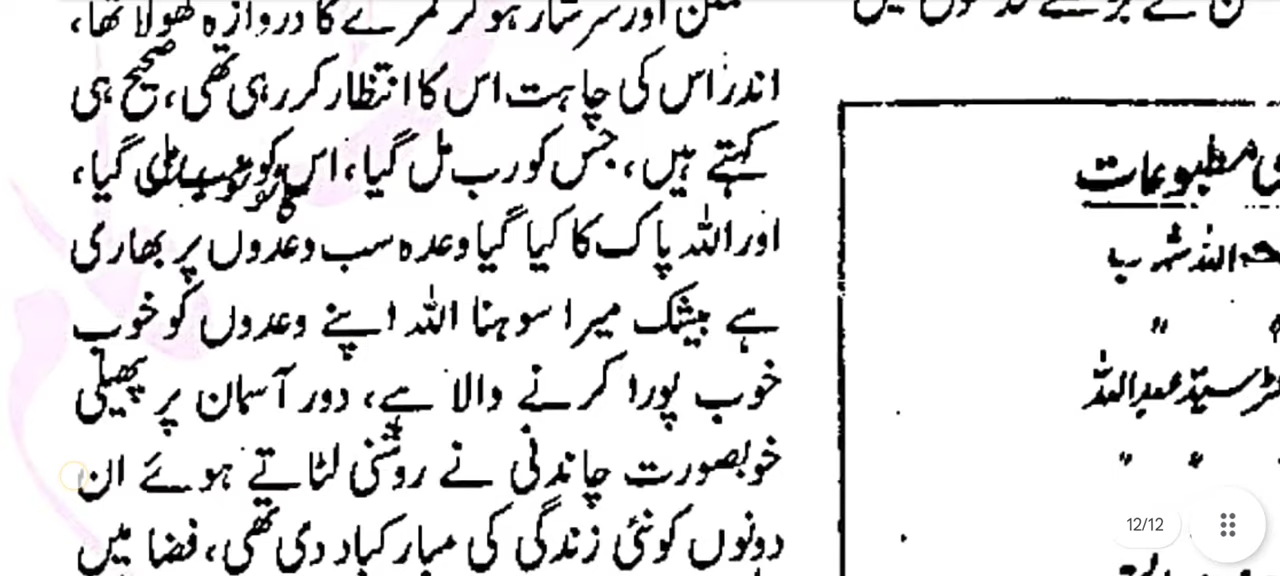 اور سرشار ہو کر کمرے کا دروازہ کھولا تھا،
اندر اس کی چاہت اس کا انتظار کر رہی تھی، صحیح ہی
کہتے ہیں، جس کو رب مل گیا، اس کو سب مل گیا،
اور اللہ پاک کا کیا گیا وعدہ سب وعدوں پر بھاری
ہے بیشک میرا سوہنا اللہ اپنے وعدوں کو خوب
خوب پورا کرنے والا ہے، دور آسمان پر پھیلی
خوبصورت چاندنی نے روشنی لٹاتے ہوئے ان
دونوں کو نئی زندگی کی مبارکباد دی تھی، فضا میں
مطبوعات
"
سید عبداللہ
" "
12/12